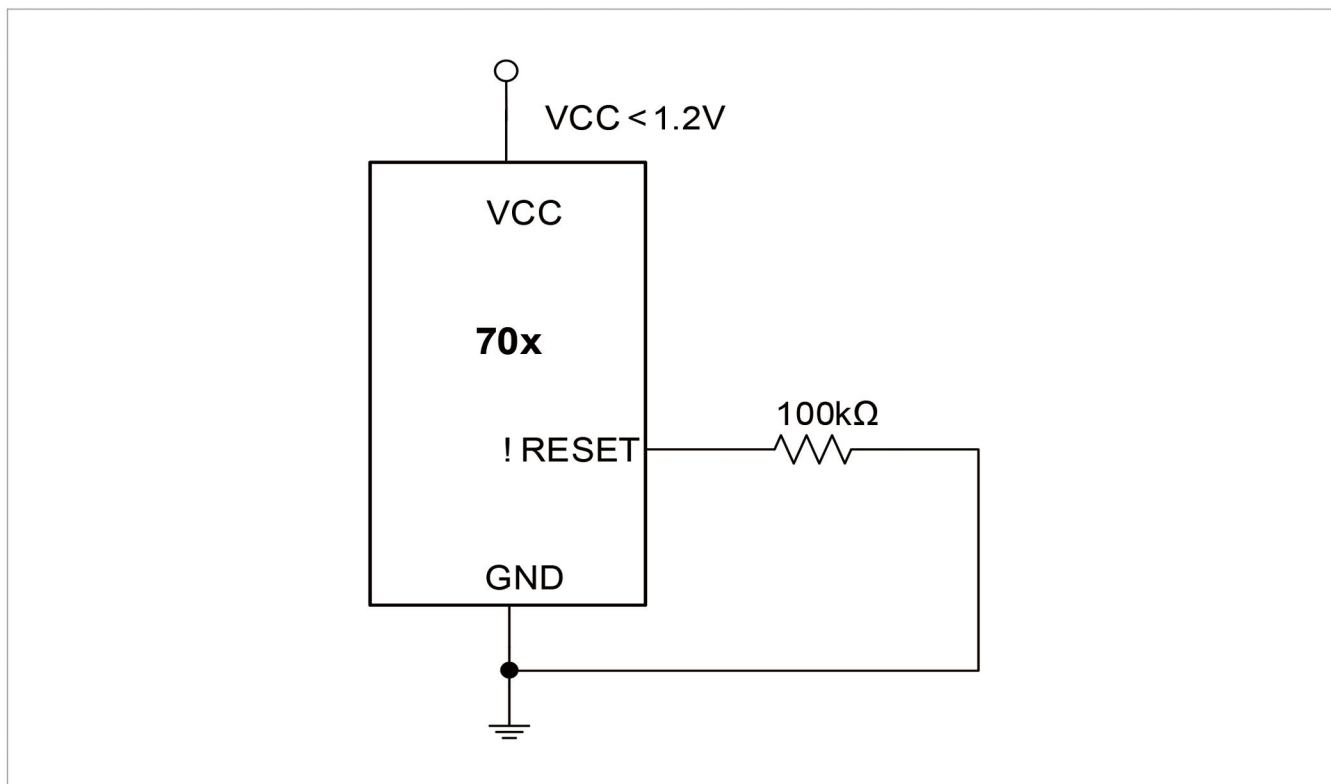 VCC < 1.2V
VCC
70x
100kΩ
! RESET
GND